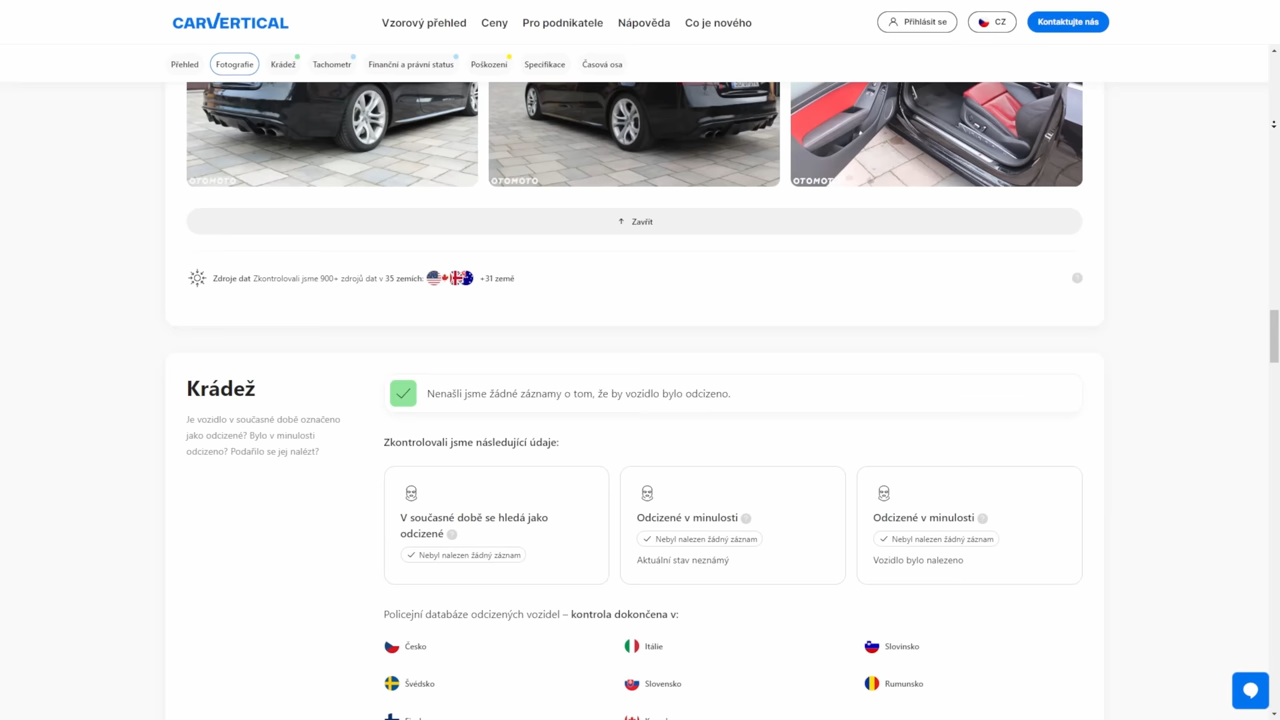 CARVERTICAL
Vzorový přehled Ceny Pro podnikatele Nápověda Co je nového
Přihlásit se CZ Kontaktujte nás
Přehled Fotografie Krádež Tachometr Finanční a právní status Poškození Specifikace Časová osa
OTOMOTO OTOMOTO OTOMOT
Zavřít
Zdroje dat Zkontrolovali jsme 900+ zdrojů dat v 35 zemích: +31 země ?
Krádež
Je vozidlo v současné době označeno
jako odcizené? Bylo v minulosti
odcizeno? Podařilo se jej nalézt?
Nenašli jsme žádné záznamy o tom, že by vozidlo bylo odcizeno.
Zkontrolovali jsme následující údaje:
V současné době se hledá jako
odcizené ?
Nebyl nalezen žádný záznam
Odcizené v minulosti ?
Nebyl nalezen žádný záznam
Aktuální stav neznámý
Odcizené v minulosti ?
Nebyl nalezen žádný záznam
Vozidlo bylo nalezeno
Policejní databáze odcizených vozidel – kontrola dokončena v:
Česko Itálie Slovinsko
Švédsko Slovensko Rumunsko